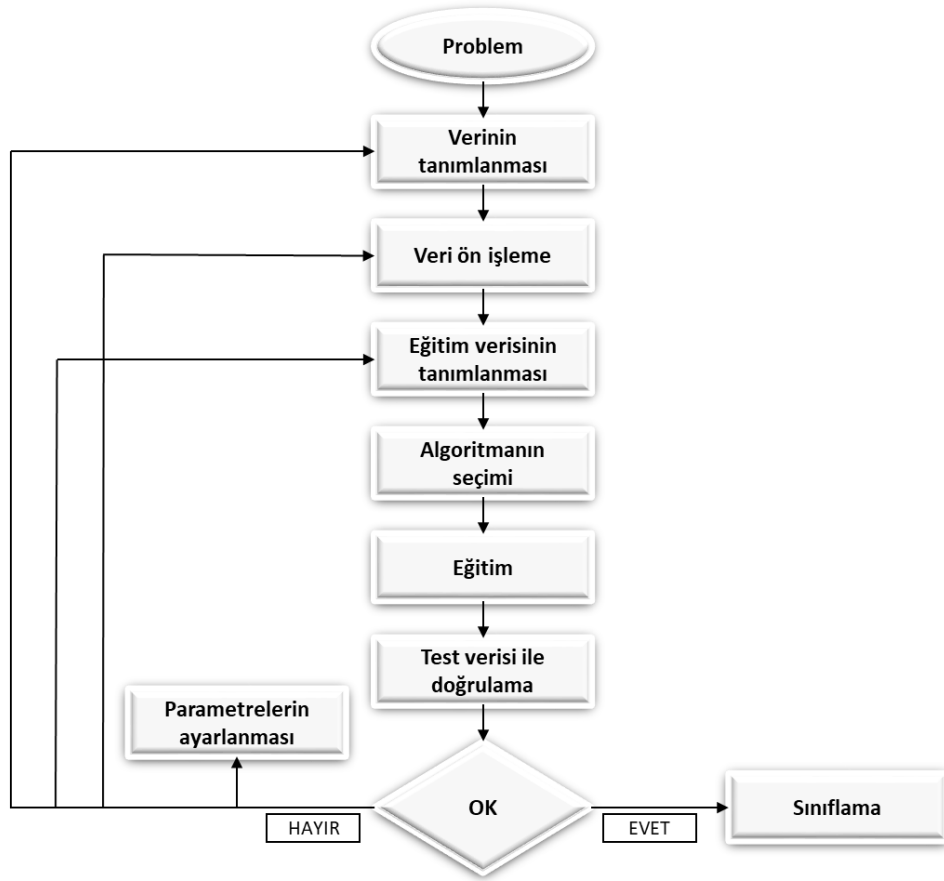 Problem
Verinin
tanımlanması
Veri ön işleme
Eğitim verisinin
tanımlanması
Algoritmanın
seçimi
Eğitim
Test verisi ile
doğrulama
Parametrelerin
ayarlanması
OK
HAYIR
EVET
Sınıflama